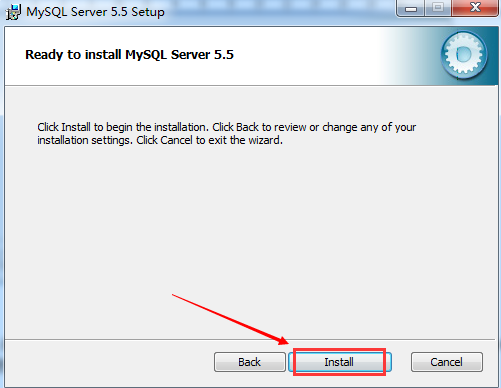 MySQL Server 5.5 Setup
Ready to install MySQL Server 5.5
Click Install to begin the installation. Click Back to review or change any of your
installation settings. Click Cancel to exit the wizard.
Back Install Cancel